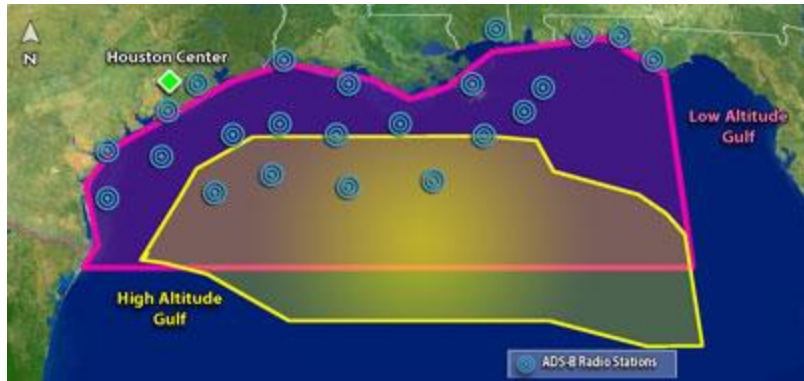 N
Houston Center
Low Altitude
Gulf
High Altitude
Gulf
ADS-B Radio Stations